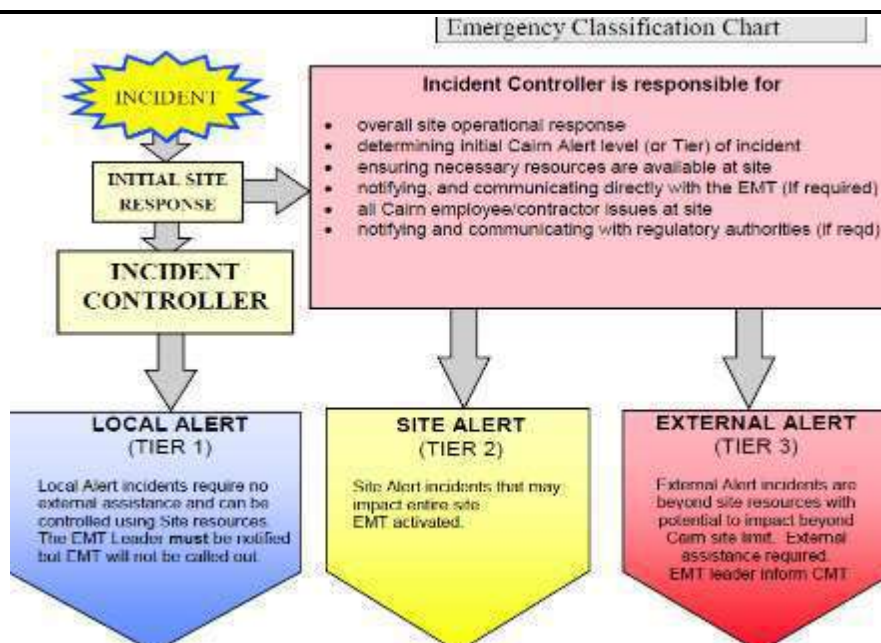 Emergency Classification Chart
INCIDENT
INITIAL SITE
RESPONSE
INCIDENT
CONTROLLER
Incident Controller is responsible for
• overall site operational response
• determining initial Cairn Alert level (or Tier) of incident
• ensuring necessary resources are available at site
• notifying, and communicating directly with the EMT (If required)
• all Cairn employee/contractor issues at site
• notifying and communicating with regulatory authorities (if reqd)
LOCAL ALERT
(TIER 1)
Local Alert incidents require no
external assistance and can be
controlled using Site resources.
The EMT Leader must be notified
but EMT will not be called out
SITE ALERT
(TIER 2)
Site Alert incidents that may
impact entire site
EMT activated.
EXTERNAL ALERT
(TIER 3)
External Alert incidents are
beyond site resources with
potential to impact beyond
Cairn site limit. External
assistance required.
EMT leader inform CMT